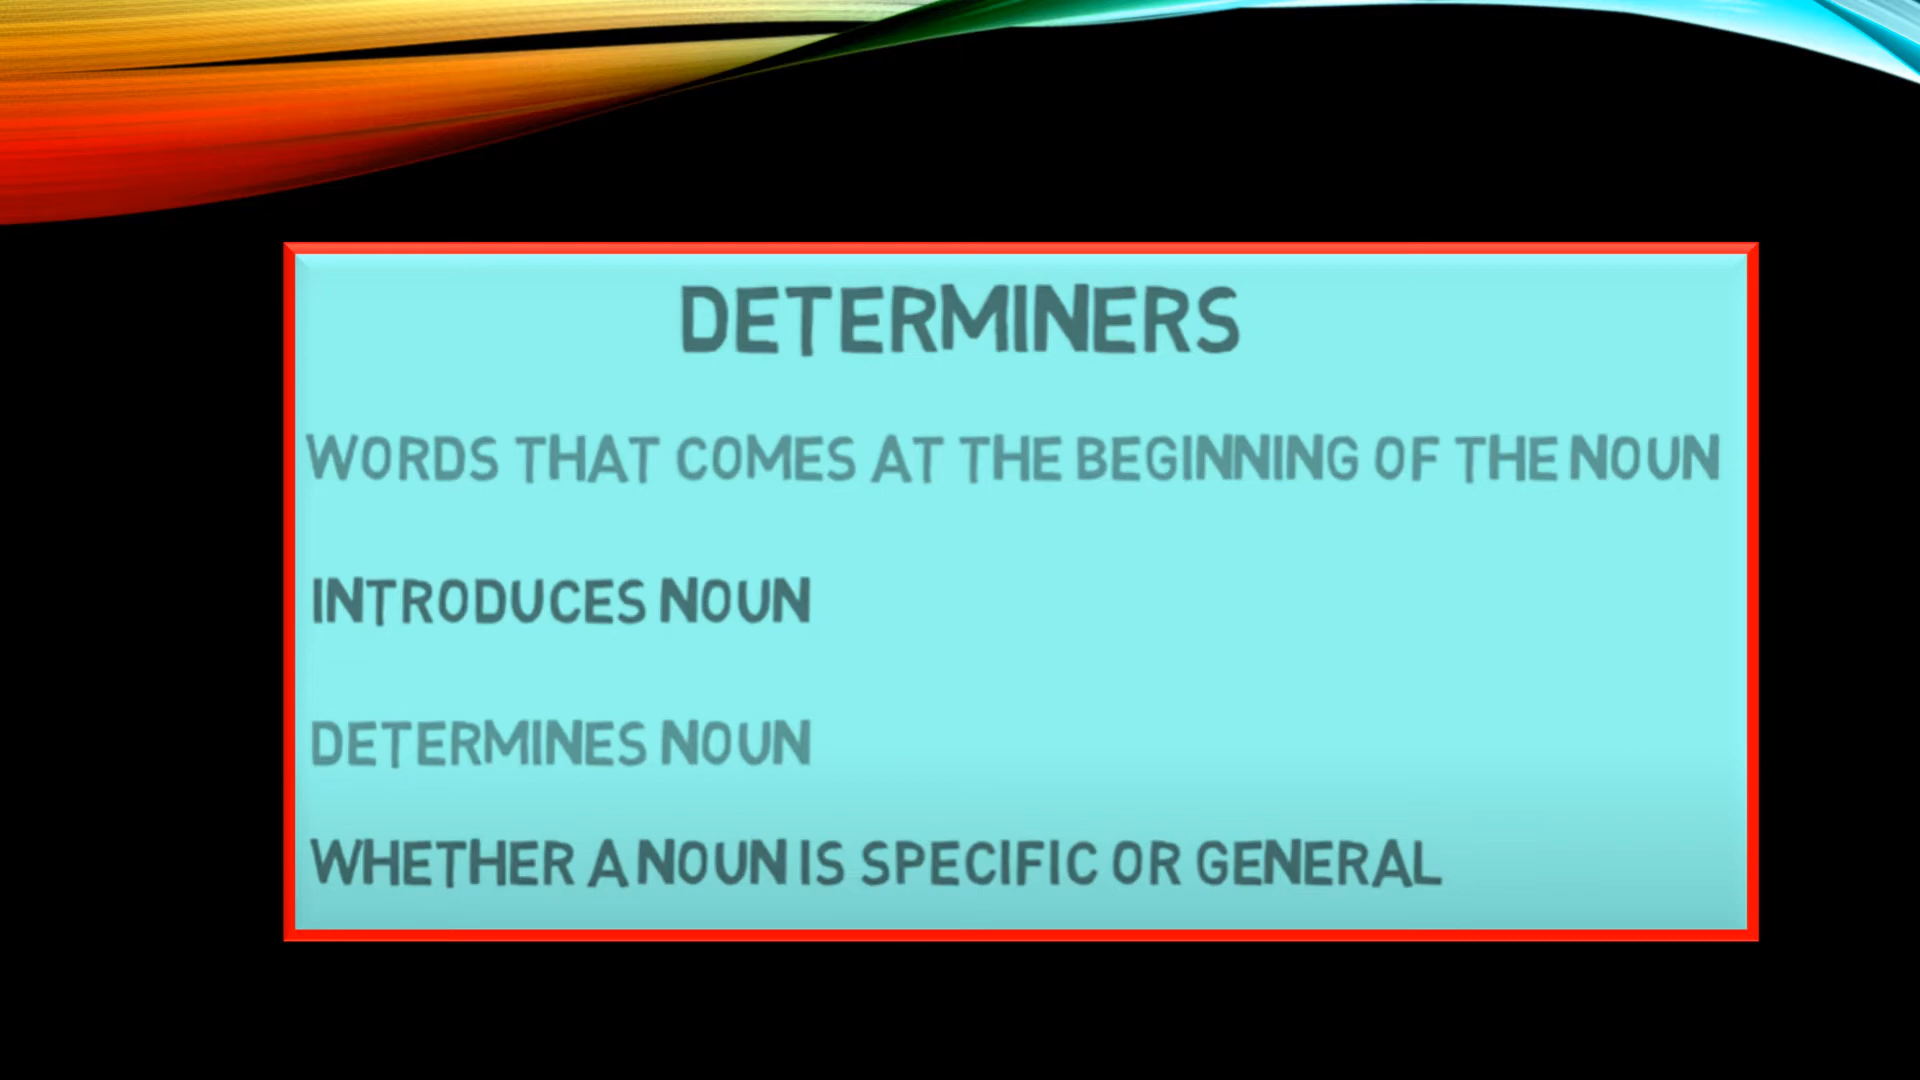 DETERMINERS
WORDS THAT COMES AT THE BEGINNING OF THE NOUN
INTRODUCES NOUN
DETERMINES NOUN
WHETHER A NOUN IS SPECIFIC OR GENERAL